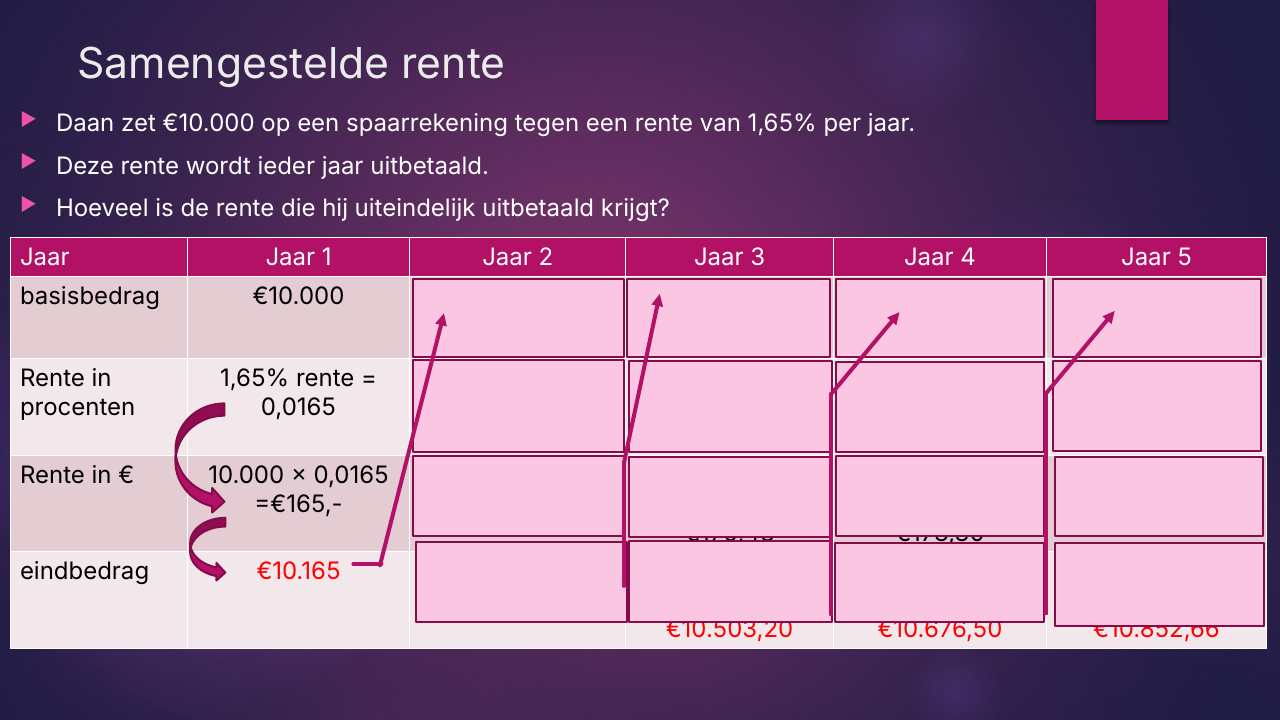 Samengestelde rente
Daan zet €10.000 op een spaarrekening tegen een rente van 1,65% per jaar.
Deze rente wordt ieder jaar uitbetaald.
Hoeveel is de rente die hij uiteindelijk uitbetaald krijgt?
Jaar Jaar 1 Jaar 2 Jaar 3 Jaar 4 Jaar 5
basisbedrag €10.000
Rente in procenten
1,65% rente =
0,0165
Rente in €
10.000 × 0,0165
=€165,-
eindbedrag €10.165
€10.503,20 €10.676,50 €10.852,66